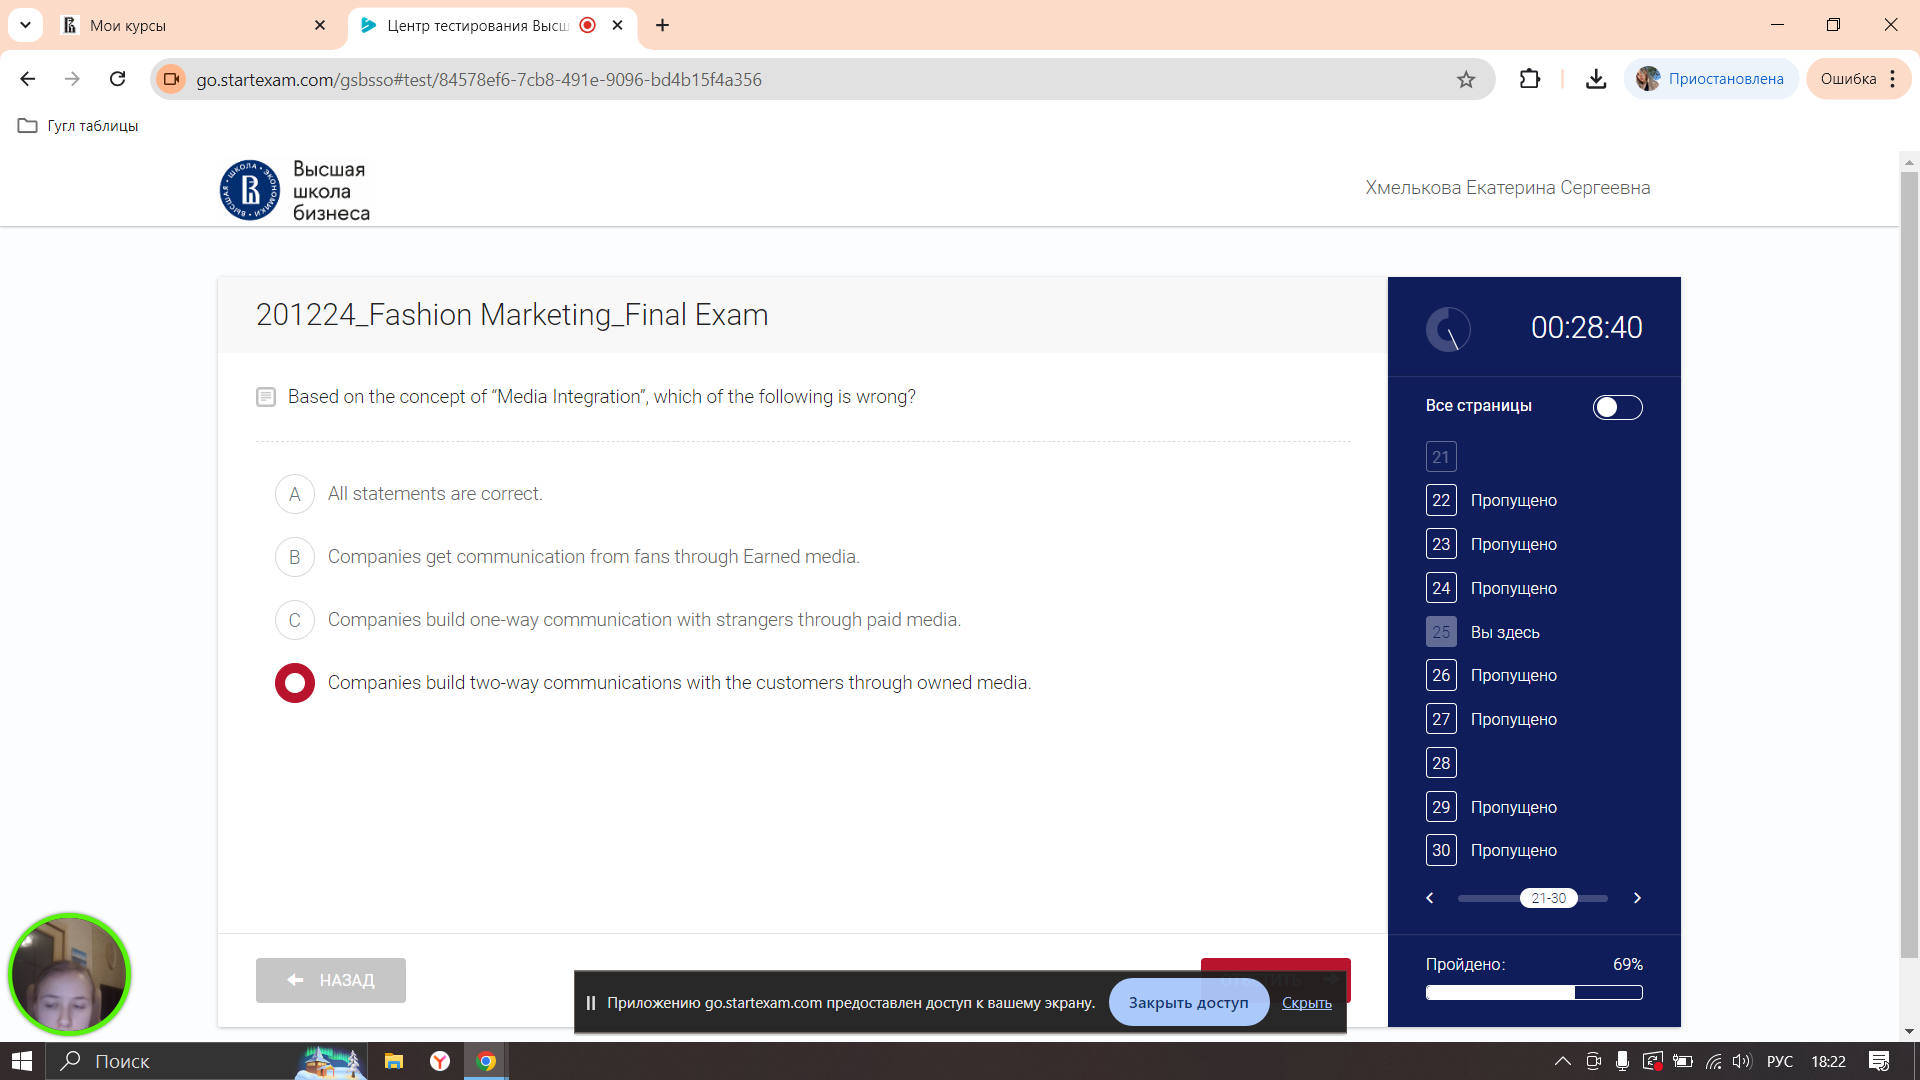 Мои курсы
Центр тестирования Высш
go.startexam.com/gsbsso#test/84578ef6-7cb8-491e-9096-bd4b15f4a356
Приостановлена
Ошибка
Гугл таблицы
Высшая
школа
бизнеса
Хмелькова Екатерина Сергеевна
201224_Fashion Marketing_Final Exam
00:28:40
Based on the concept of “Media Integration”, which of the following is wrong?
Все страницы
A All statements are correct.
B Companies get communication from fans through Earned media.
C Companies build one-way communication with strangers through paid media.
Companies build two-way communications with the customers through owned media.
21
22 Пропущено
23 Пропущено
24 Пропущено
25 Вы здесь
26 Пропущено
27 Пропущено
28
29 Пропущено
30 Пропущено
21-30
Пройдено: 69%
НАЗАД
Приложению go.startexam.com предоставлен доступ к вашему экрану.
Закрыть доступ
Скрыть
Поиск
РУС
18:22